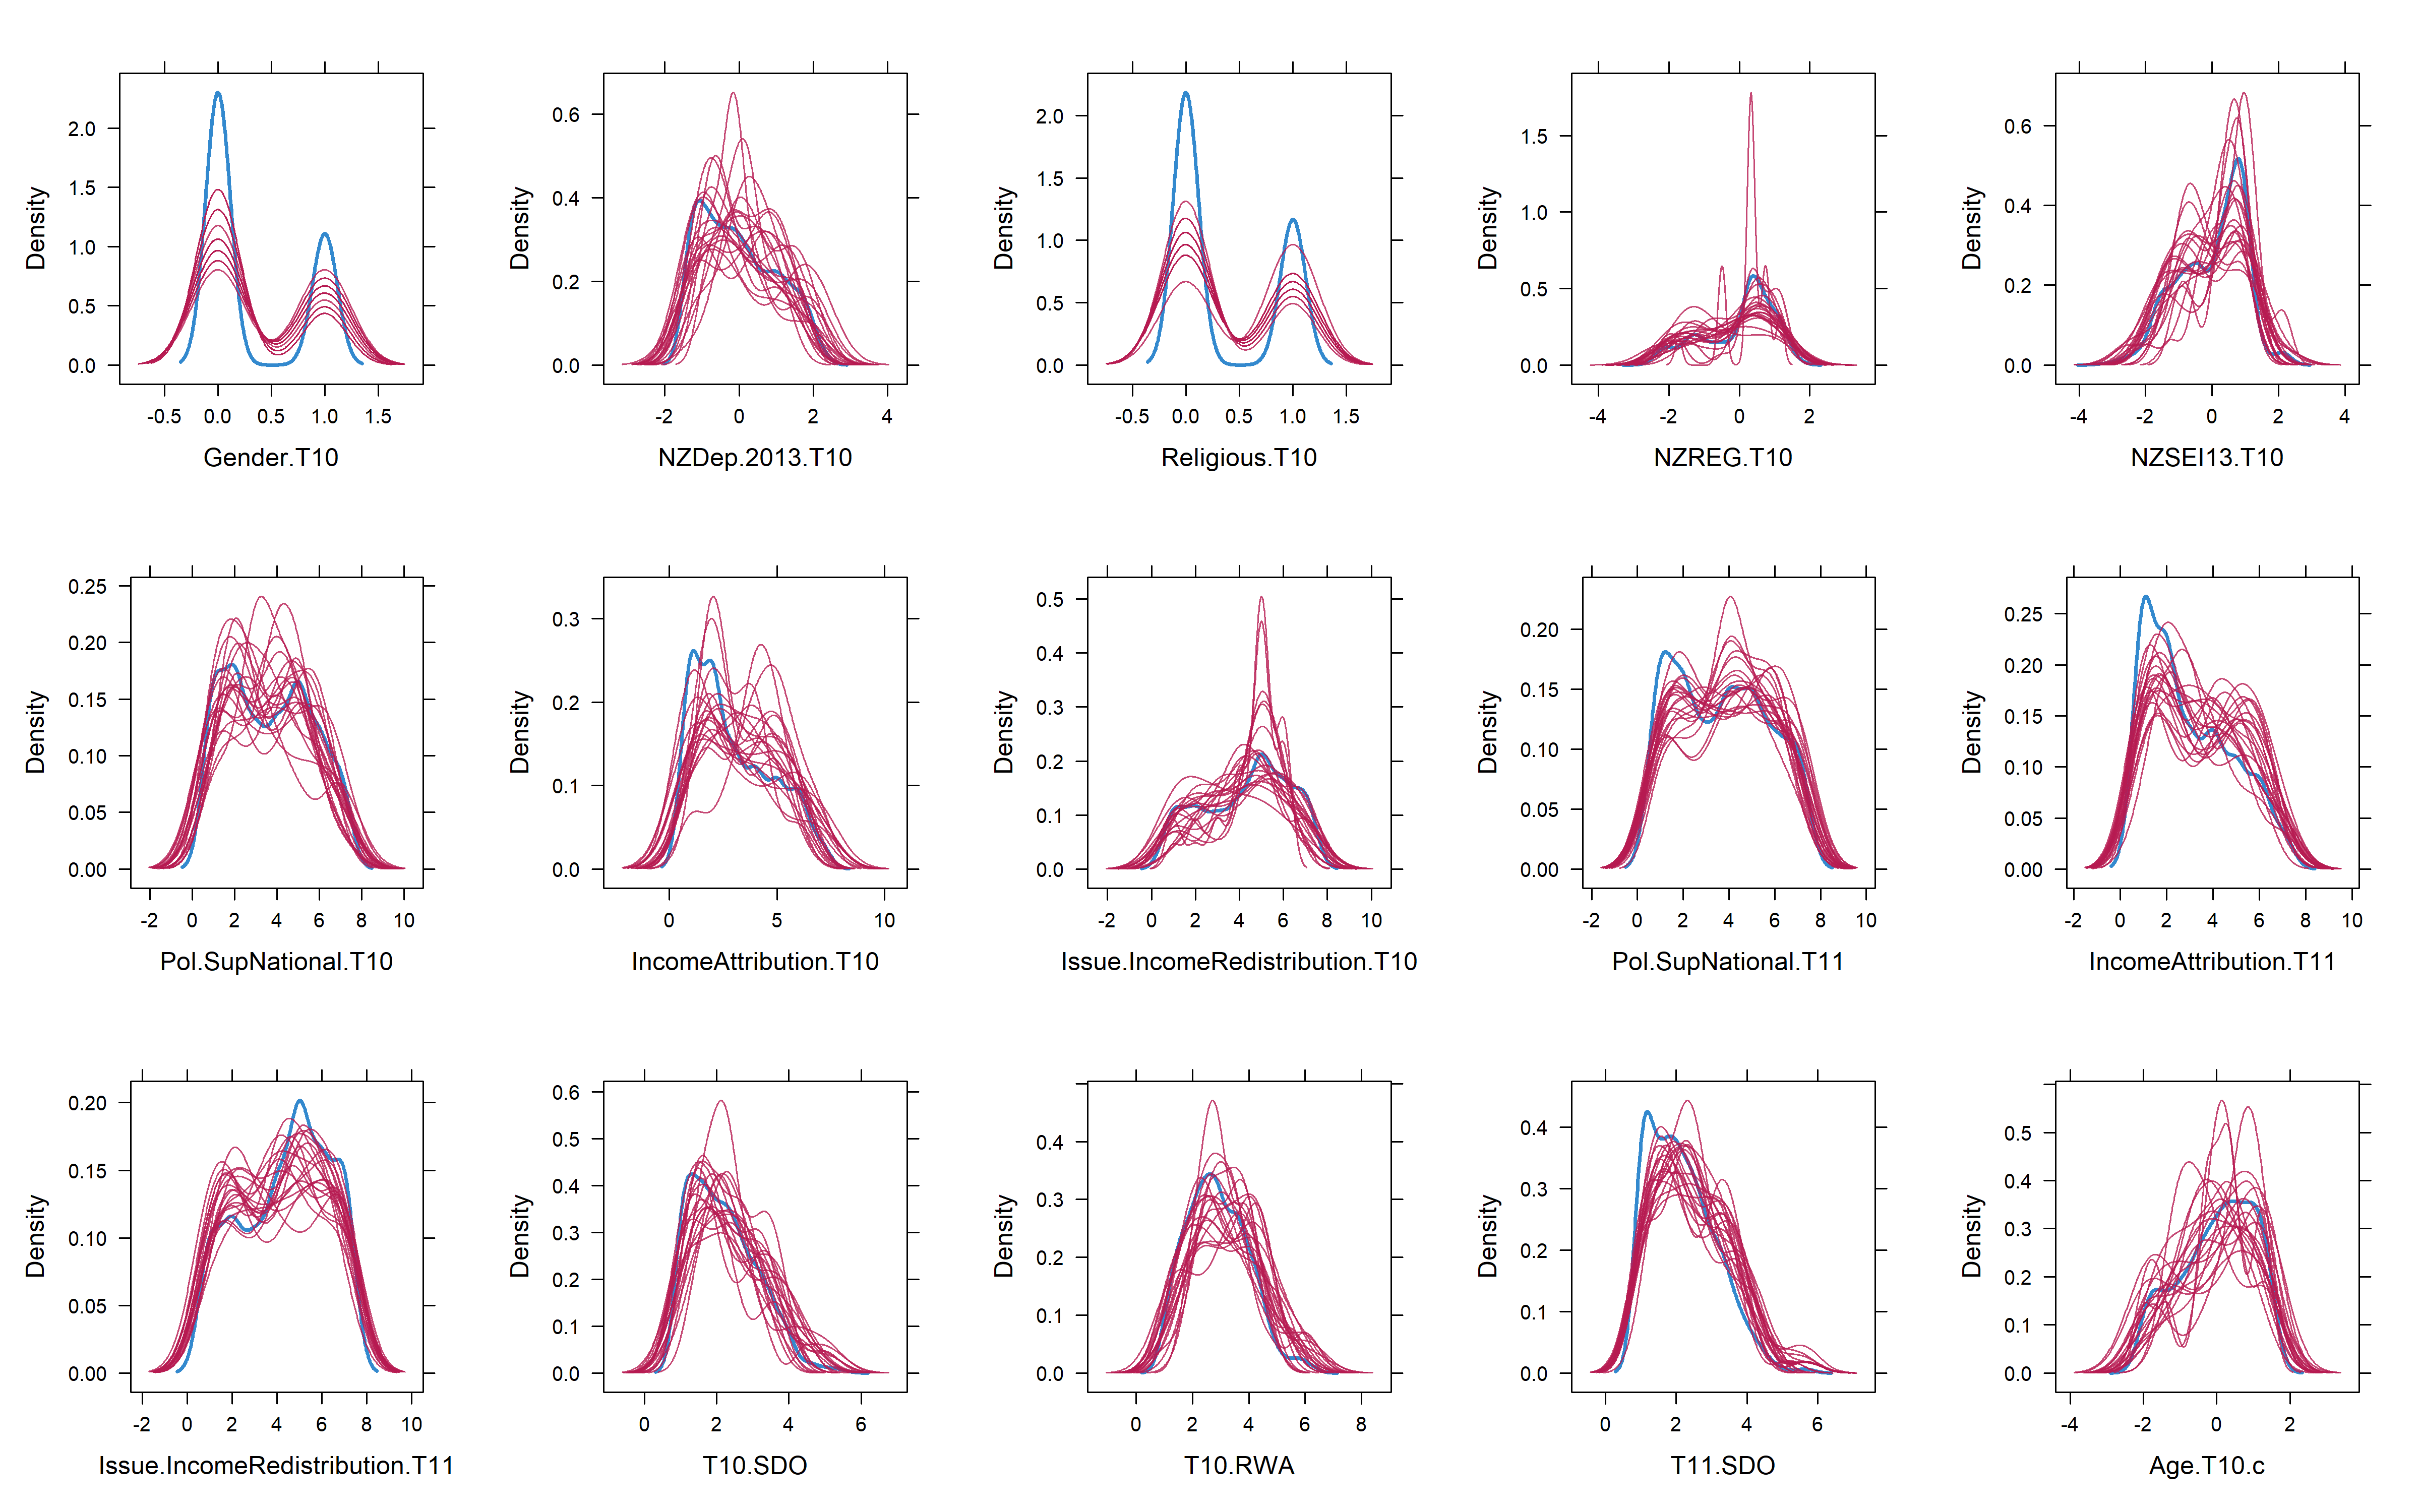 Density
2.0
1.5
1.0
0.5
0.0
-0.5 0.0 0.5 1.0 1.5
Gender.T10
Density
0.6
0.4
0.2
0.0
-2 0 2 4
NZDep.2013.T10
Density
2.0
1.5
1.0
0.5
0.0
-0.5 0.0 0.5 1.0 1.5
Religious.T10
Density
1.5
1.0
0.5
0.0
-4 -2 0 2
NZREG.T10
Density
0.6
0.4
0.2
0.0
-4 -2 0 2 4
NZSEI13.T10
Density
0.25
0.20
0.15
0.10
0.05
0.00
-2 0 2 4 6 8 10
Pol.SupNational.T10
Density
0.3
0.2
0.1
0.0
0 5 10
IncomeAttribution.T10
Density
0.5
0.4
0.3
0.2
0.1
0.0
-2 0 2 4 6 8 10
Issue.IncomeRedistribution.T10
Density
0.20
0.15
0.10
0.05
0.00
-2 0 2 4 6 8 10
Pol.SupNational.T11
Density
0.25
0.20
0.15
0.10
0.05
0.00
-2 0 2 4 6 8 10
IncomeAttribution.T11
Density
0.20
0.15
0.10
0.05
0.00
-2 0 2 4 6 8 10
Issue.IncomeRedistribution.T11
Density
0.6
0.5
0.4
0.3
0.2
0.1
0.0
0 2 4 6
T10.SDO
Density
0.4
0.3
0.2
0.1
0.0
0 2 4 6 8
T10.RWA
Density
0.4
0.3
0.2
0.1
0.0
0 2 4 6
T11.SDO
Density
0.5
0.4
0.3
0.2
0.1
0.0
-4 -2 0 2
Age.T10.c